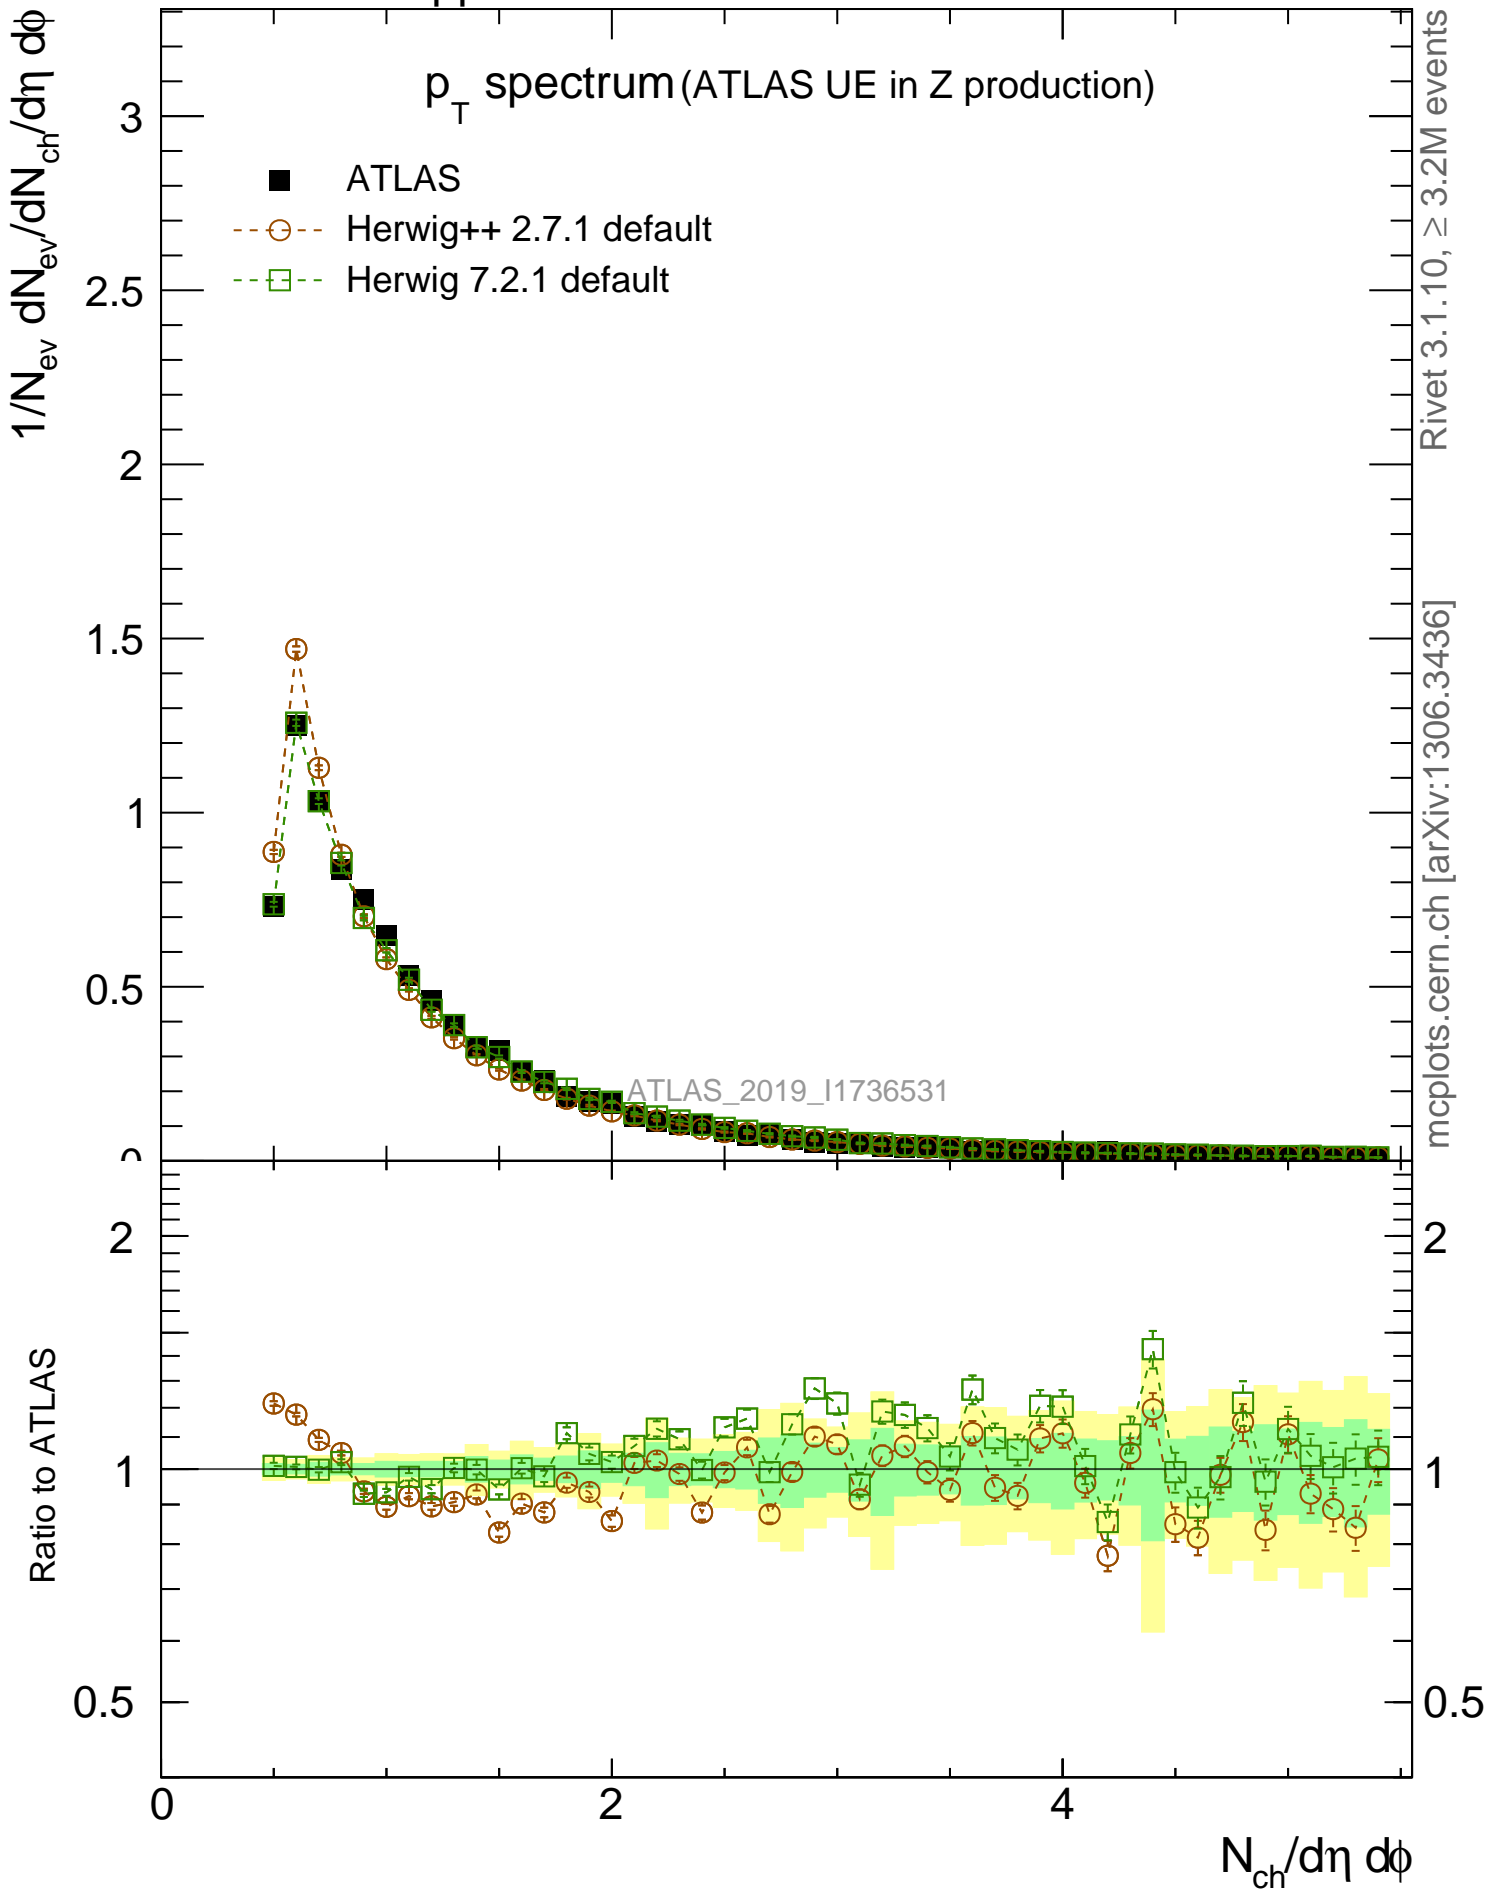 pp
1/N_ev dN_ev/dN_ch/dη dϕ
p_T spectrum (ATLAS UE in Z production)
ATLAS
Herwig++ 2.7.1 default
Herwig 7.2.1 default
3
2.5
2
1.5
1
0.5
0
ATLAS_2019_I1736531
Rivet 3.1.10, ≥ 3.2M events
mcplots.cern.ch [arXiv:1306.3436]
Ratio to ATLAS
2
1
0.5
2
1
0.5
0
2
4
N_ch/dη dϕ